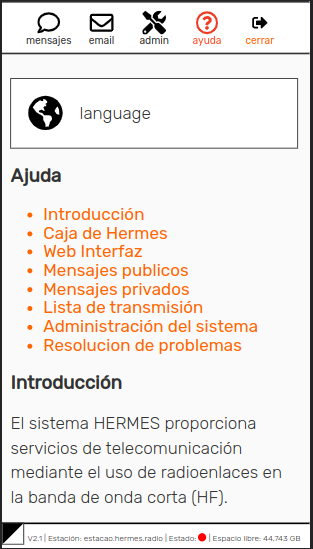 mensajes email admin ayuda cerrar
language
Ajuda
Introducción
Caja de Hermes
Web Interfaz
Mensajes publicos
Mensajes privados
Lista de transmisión
Administración del sistema
Resolucion de problemas
Introducción
El sistema HERMES proporciona
servicios de telecomunicación
mediante el uso de radioenlaces en
la banda de onda corta (HF).
V2.1 | Estación: estacao.hermes.radio | Estado: | Espacio libre: 44.743 GB